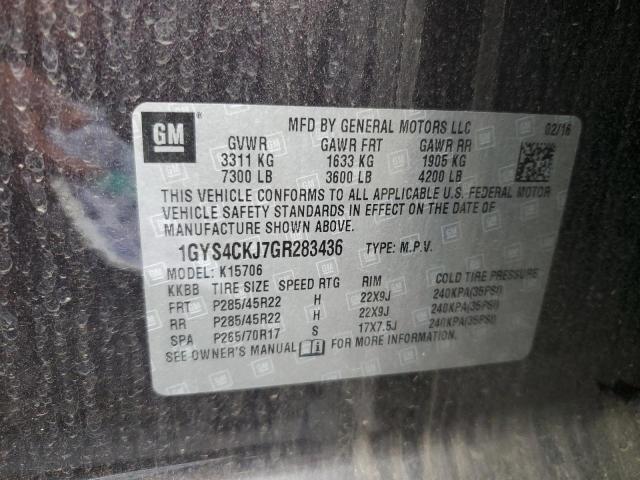 GM
MFD BY GENERAL MOTORS LLC 02/16
GVWR GAWR FRT GAWR RR
3311 KG 1633 KG 1905 KG
7300 LB 3600 LB 4200 LB
THIS VEHICLE CONFORMS TO ALL APPLICABLE U.S. FEDERAL MOTOR
VEHICLE SAFETY STANDARDS IN EFFECT ON THE DATE OF
MANUFACTURE SHOWN ABOVE.
1GYS4CKJ7GR283436 TYPE: M.P.V.
MODEL: K15706
KKBB TIRE SIZE SPEED RTG RIM
FRT P285/45R22 H 22X9J 240KPA(35PSI)
RR P285/45R22 H 22X9J 240KPA(35PSI)
SPA P265/70R17 S 17X7.5J 240KPA(35PSI)
SEE OWNER'S MANUAL FOR MORE INFORMATION.